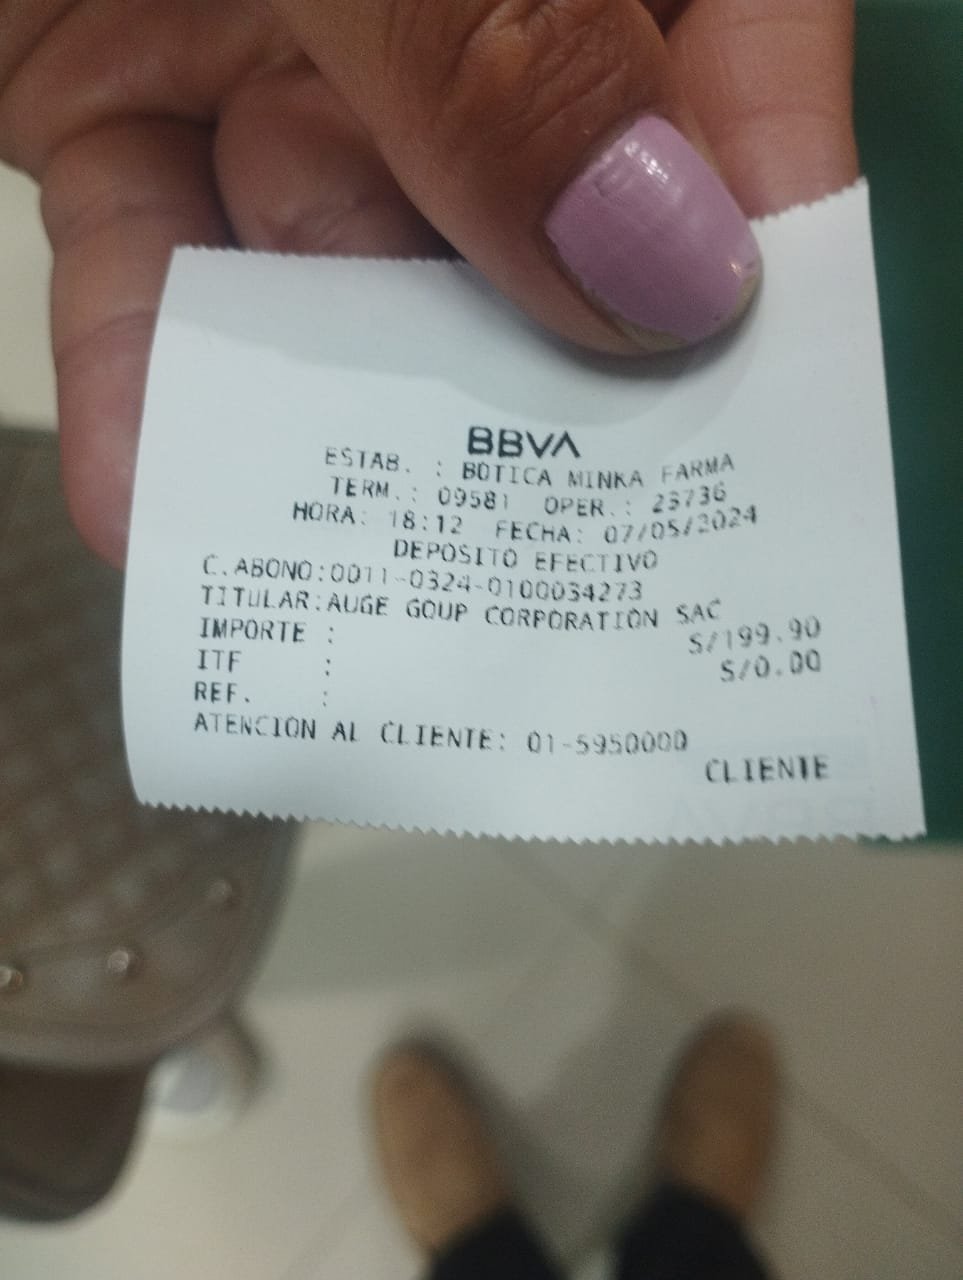 BBVA
ESTAB. : BOTICA MINKA FARMA
TERM.: 09581 OPER.: 23736
HORA: 18:12 FECHA: 07/05/2024
DEPOSITO EFECTIVO
C.ABONO:0011-0324-0100034273
TITULAR:AUGE GOUP CORPORATION SAC
IMPORTE : S/199.90
ITF : S/0.00
REF. :
ATENCION AL CLIENTE: 01-5950000
CLIENTE